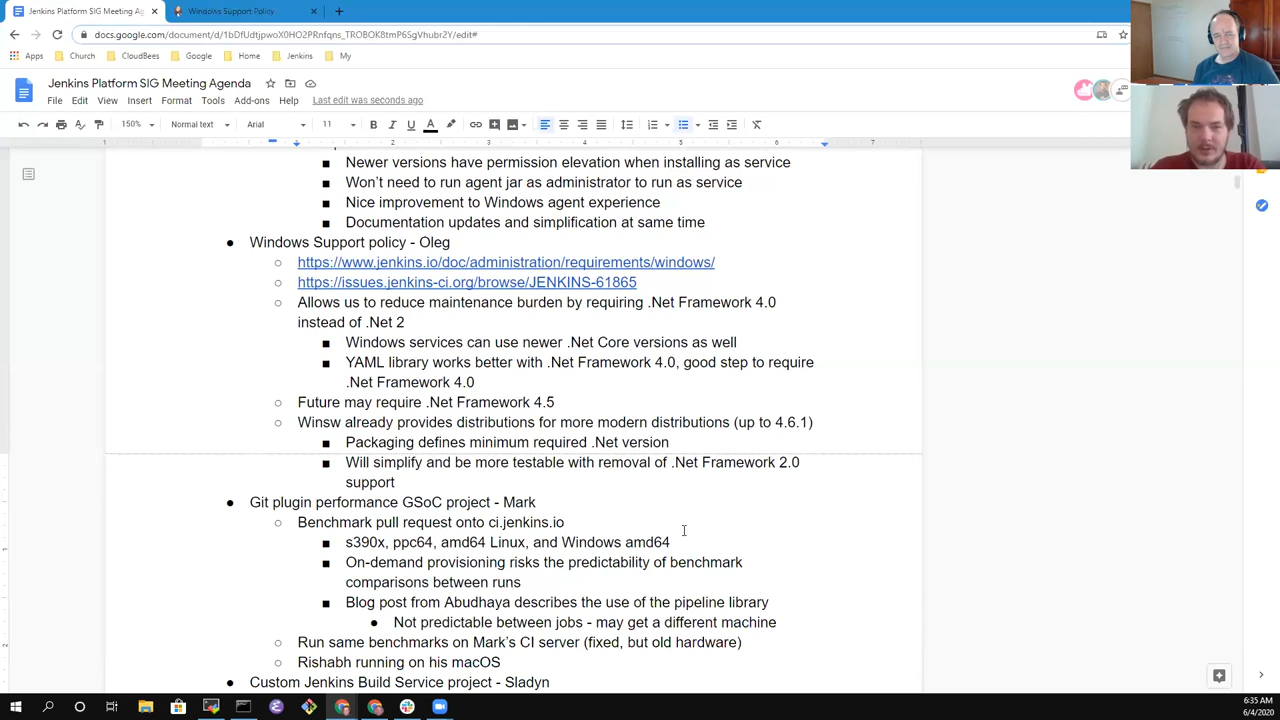 Jenkins Platform SIG Meeting Ag
Windows Support Policy
docs.google.com/document/d/1bDfUdtjpwoX0HO2PRnfqns_TROBOK8tmP6SgVhubr2Y/edit#
Apps
Church
CloudBees
Google
Home
Jenkins
My
Jenkins Platform SIG Meeting Agenda
File Edit View Insert Format Tools Add-ons Help Last edit was seconds ago
150% Normal text Arial 11 B I U A
1 1 2 3 4 5 6 7
■ Newer versions have permission elevation when installing as service
■ Won't need to run agent jar as administrator to run as service
■ Nice improvement to Windows agent experience
■ Documentation updates and simplification at same time
● Windows Support policy - Oleg
○ https://www.jenkins.io/doc/administration/requirements/windows/
○ https://issues.jenkins-ci.org/browse/JENKINS-61865
○ Allows us to reduce maintenance burden by requiring .Net Framework 4.0
instead of .Net 2
■ Windows services can use newer .Net Core versions as well
■ YAML library works better with .Net Framework 4.0, good step to require
.Net Framework 4.0
○ Future may require .Net Framework 4.5
○ Winsw already provides distributions for more modern distributions (up to 4.6.1)
■ Packaging defines minimum required .Net version
■ Will simplify and be more testable with removal of .Net Framework 2.0
support
● Git plugin performance GSoC project - Mark
○ Benchmark pull request onto ci.jenkins.io
■ s390x, ppc64, amd64 Linux, and Windows amd64
■ On-demand provisioning risks the predictability of benchmark
comparisons between runs
■ Blog post from Abudhaya describes the use of the pipeline library
● Not predictable between jobs - may get a different machine
○ Run same benchmarks on Mark's CI server (fixed, but old hardware)
○ Rishabh running on his macOS
● Custom Jenkins Build Service project - Sladyn
6:35 AM
6/4/2020